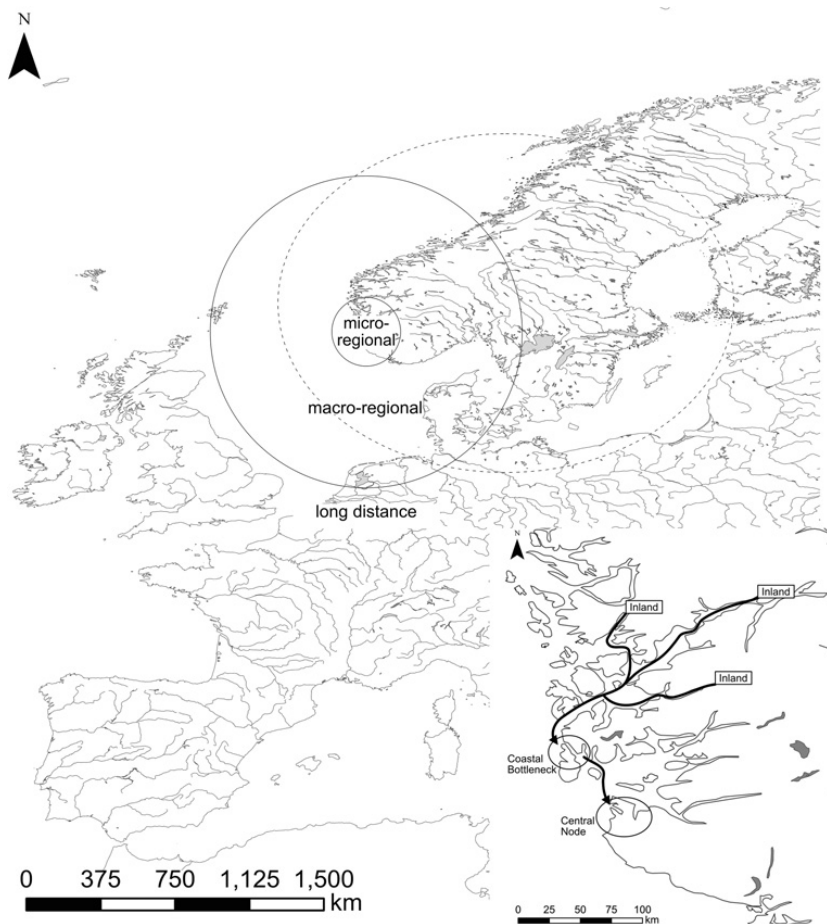 N
micro-
regional
macro-regional
long distance
N
Inland
Inland
Inland
Coastal
Bottleneck
Central
Node
0 375 750 1,125 1,500
km
0 25 50 75 100
km